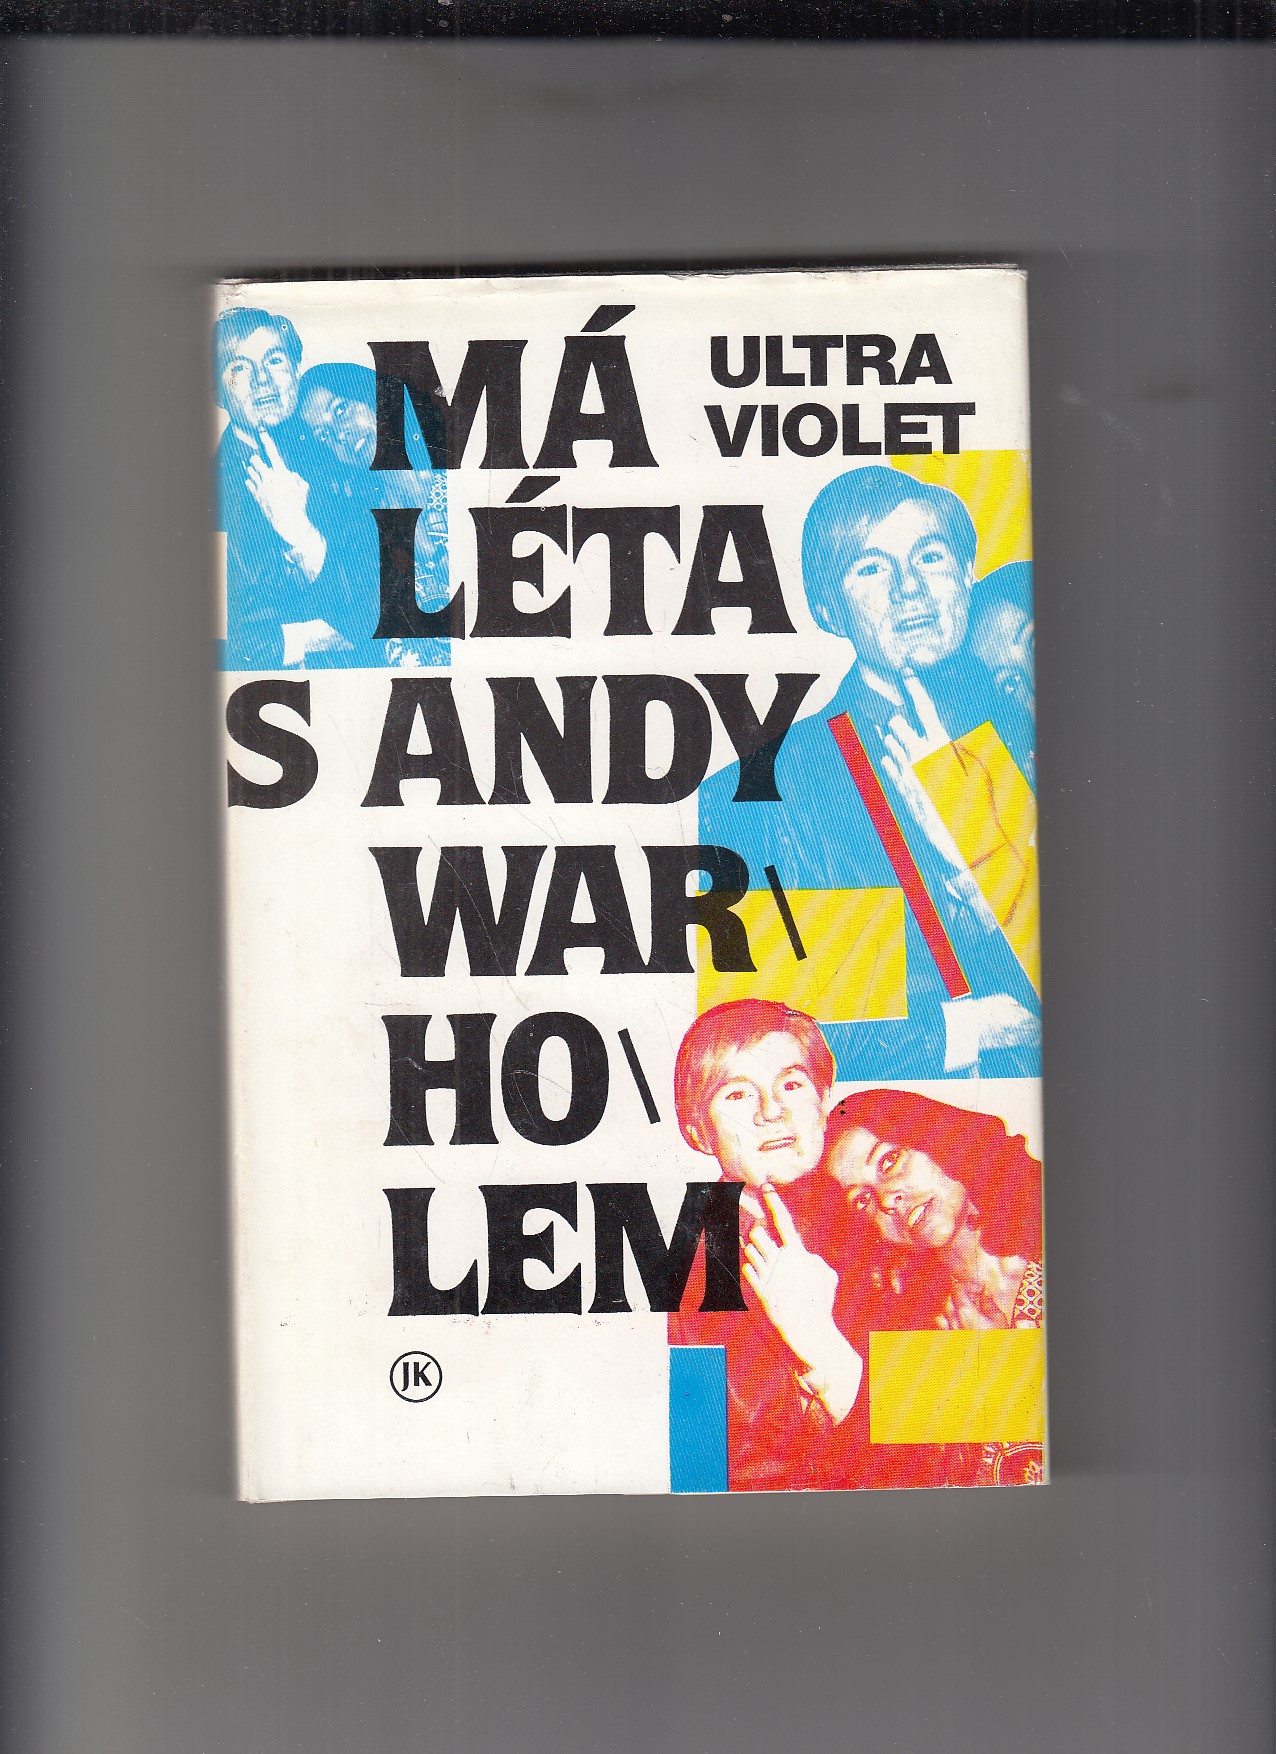 MÁ
LÉTA
S ANDY
WAR\
HO\
LEM
ULTRA
VIOLET
JK